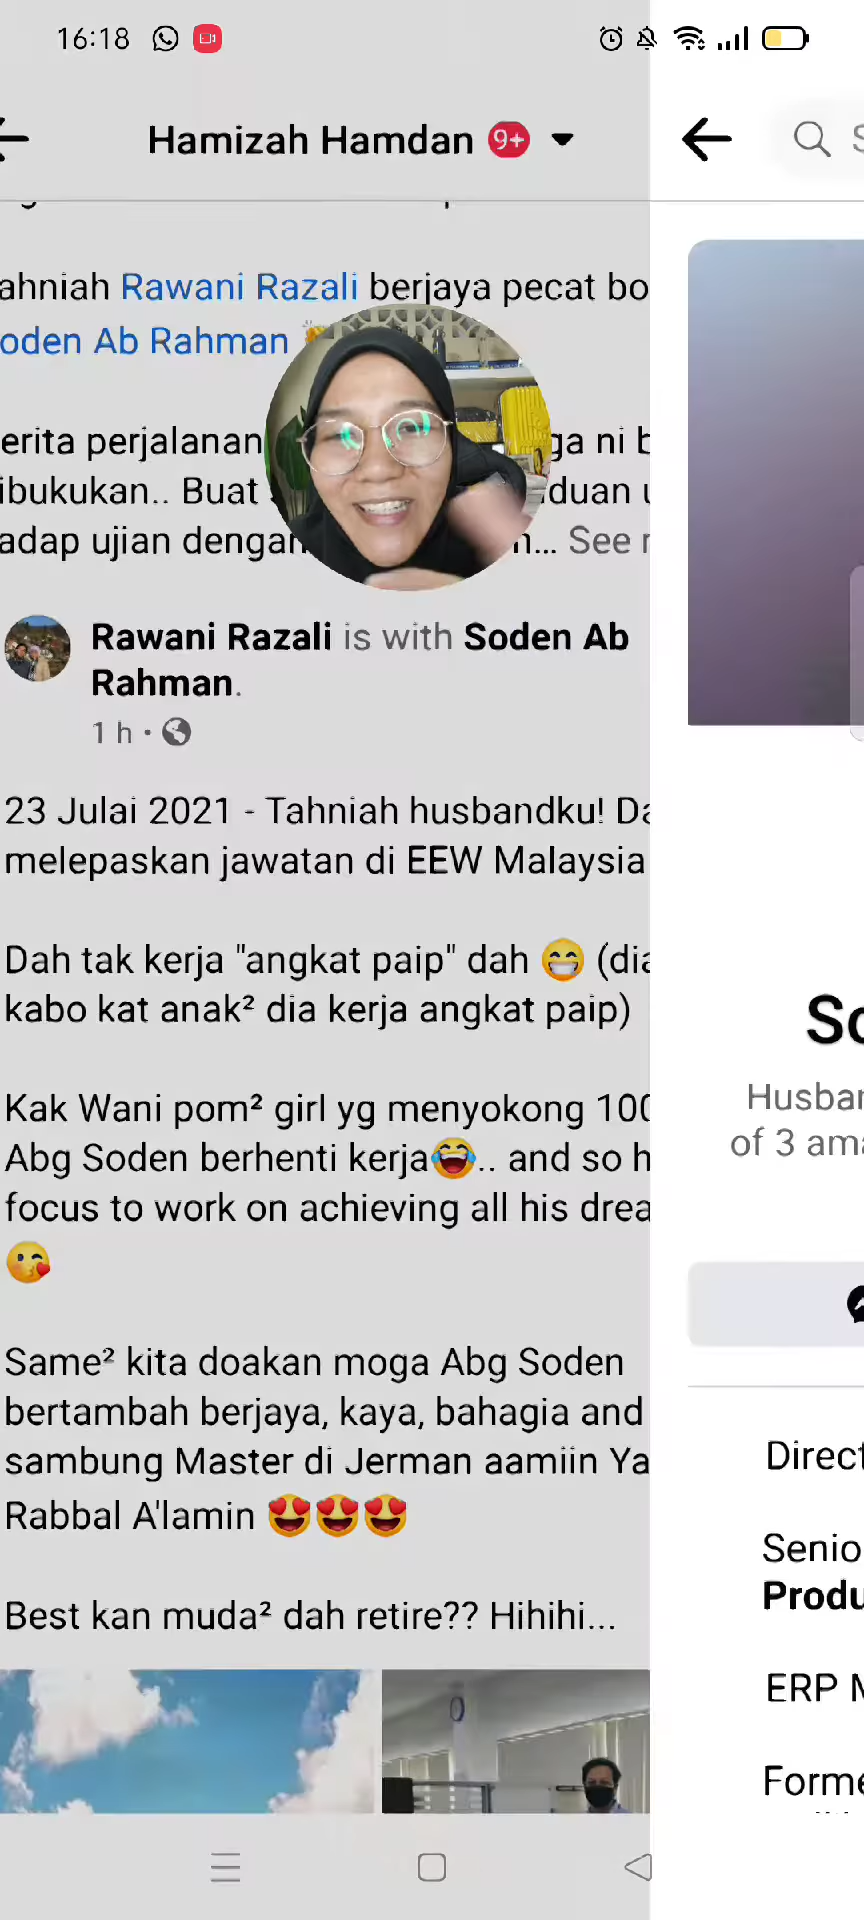 16:18
Hamizah Hamdan 9+
ahniah Rawani Razali berjaya pecat bo
oden Ab Rahman
erita perjalanan ga ni b
ibukukan.. Buat duan u
adap ujian dengan n... See r
Rawani Razali is with Soden Ab
Rahman.
1 h
23 Julai 2021 - Tahniah husbandku! Da
melepaskan jawatan di EEW Malaysia
Dah tak kerja "angkat paip" dah 😁 (dia
kabo kat anak² dia kerja angkat paip)
Kak Wani pom² girl yg menyokong 100
Abg Soden berhenti kerja😂.. and so h
focus to work on achieving all his drea
😘
Same² kita doakan moga Abg Soden
bertambah berjaya, kaya, bahagia and
sambung Master di Jerman aamiin Ya
Rabbal A'lamin 😍😍😍
Best kan muda² dah retire?? Hihihi...
S
So
Husban
of 3 ama
Direct
Senio
Produ
ERP M
Forme